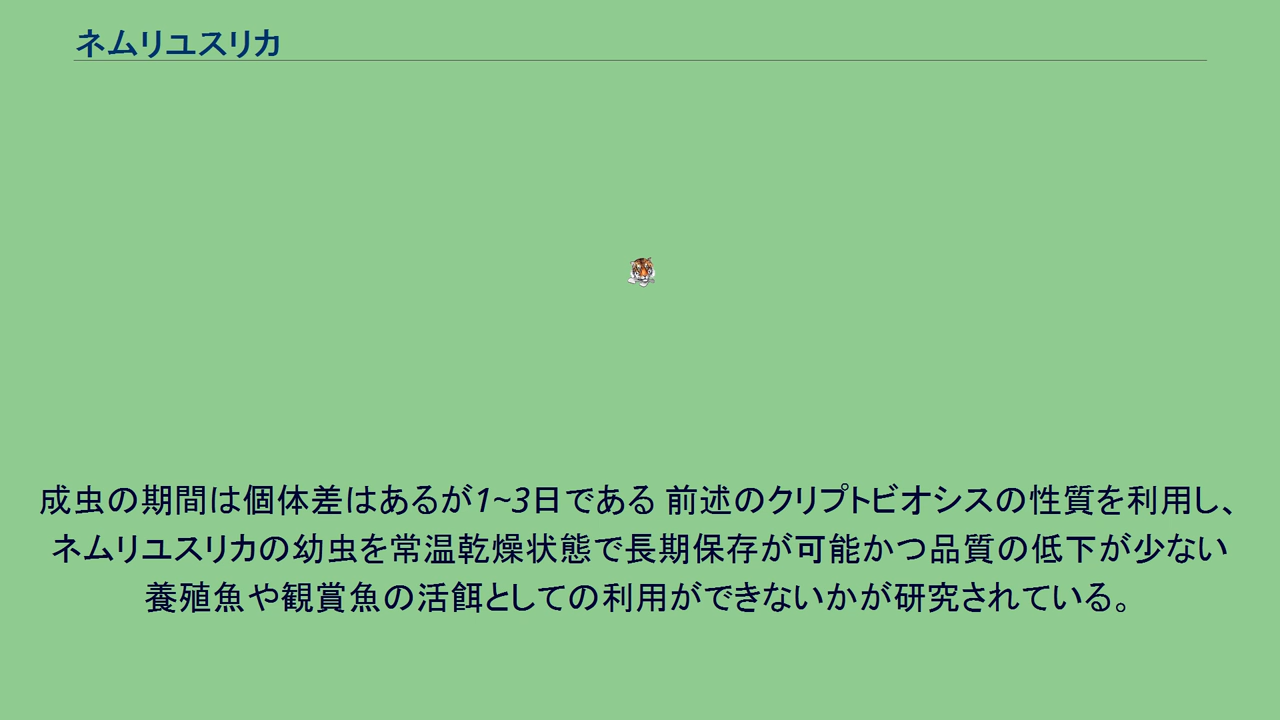 ネムリユスリカ
成虫の期間は個体差はあるが1~3日である 前述のクリプトビオシスの性質を利用し、
ネムリユスリカの幼虫を常温乾燥状態で長期保存が可能かつ品質の低下が少ない
養殖魚や観賞魚の活餌としての利用ができないかが研究されている。